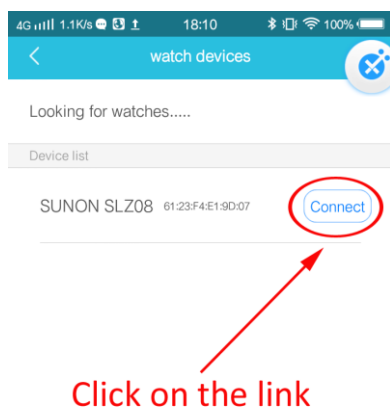 4G 1.1K/s 18:10 100%
watch devices
Looking for watches.....
Device list
SUNON SLZ08 61:23:F4:E1:9D:07 Connect
Click on the link